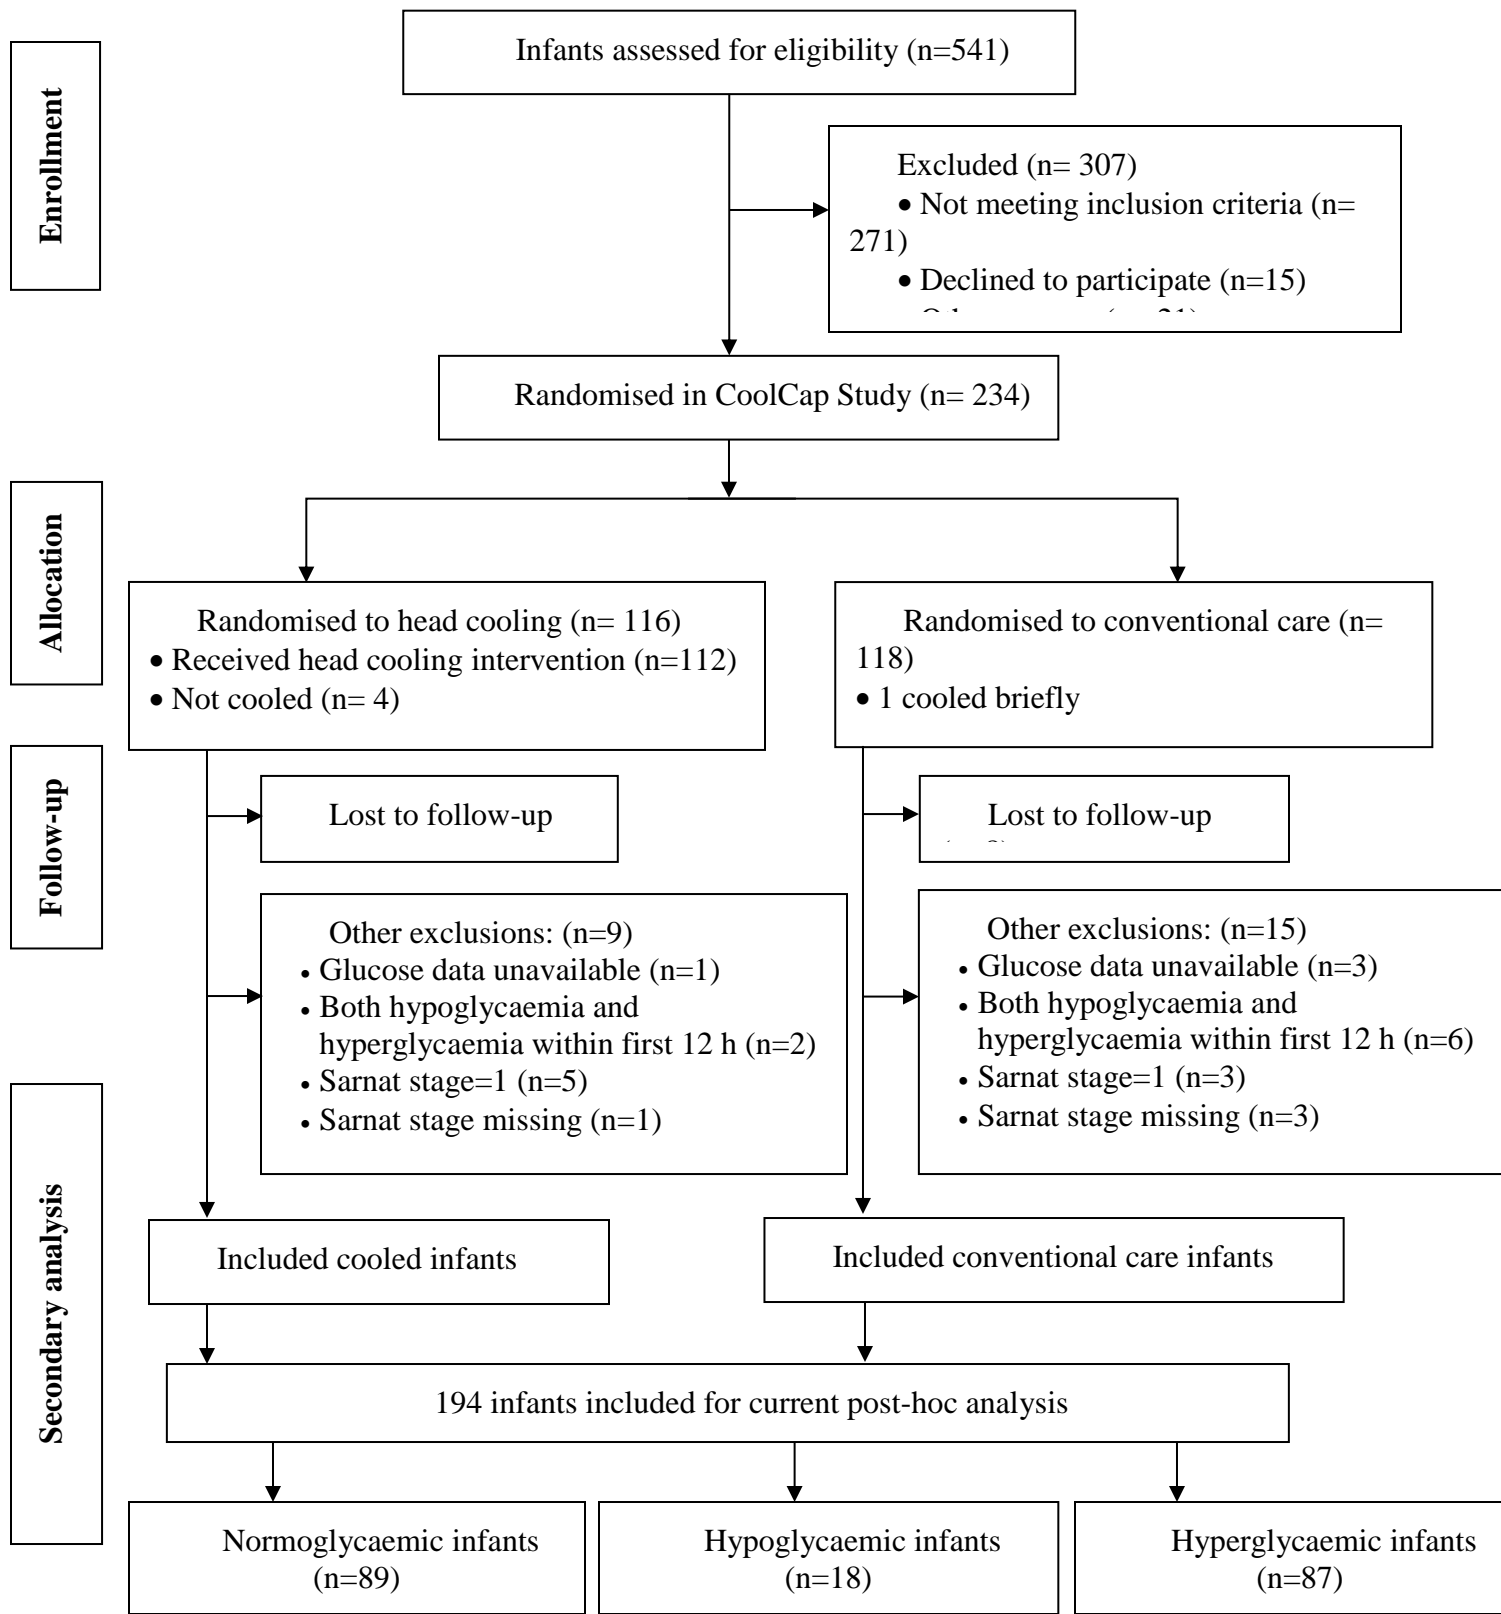 Enrollment
Infants assessed for eligibility (n=541)
Excluded (n= 307)
• Not meeting inclusion criteria (n=
271)
• Declined to participate (n=15)
Randomised in CoolCap Study (n= 234)
Allocation
Randomised to head cooling (n= 116)
• Received head cooling intervention (n=112)
• Not cooled (n= 4)
Randomised to conventional care (n=
118)
• 1 cooled briefly
Follow-up
Lost to follow-up
Lost to follow-up
Other exclusions: (n=9)
• Glucose data unavailable (n=1)
• Both hypoglycaemia and
hyperglycaemia within first 12 h (n=2)
• Sarnat stage=1 (n=5)
• Sarnat stage missing (n=1)
Other exclusions: (n=15)
• Glucose data unavailable (n=3)
• Both hypoglycaemia and
hyperglycaemia within first 12 h (n=6)
• Sarnat stage=1 (n=3)
• Sarnat stage missing (n=3)
Secondary analysis
Included cooled infants
Included conventional care infants
194 infants included for current post-hoc analysis
Normoglycaemic infants
(n=89)
Hypoglycaemic infants
(n=18)
Hyperglycaemic infants
(n=87)